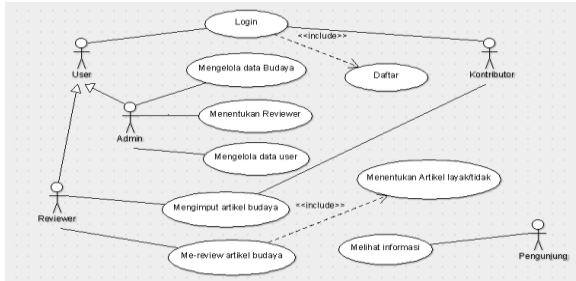 Login
<<include>>
User
Daftar
Kontributor
Mengelola data Budaya
Menentukan Reviewer
Admin
Mengelola data user
Menentukan Artikel layak/tidak
Reviewer
Mengimput artikel budaya
<<include>>
Me-review artikel budaya
Melihat informasi
Pengunjung